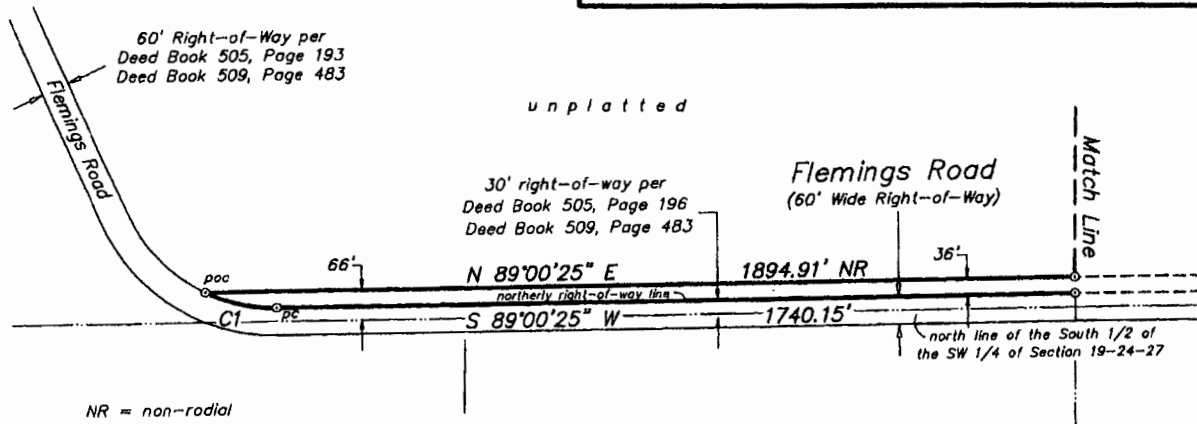 60' Right-of-Way per
Deed Book 505, Page 193
Deed Book 509, Page 483
Flemings Road
unplatted
30' right-of-way per
Deed Book 505, Page 196
Deed Book 509, Page 483
Flemings Road
(60' Wide Right-of-Way)
Match Line
poc
66'
N 89°00'25" E
1894.91' NR
36'
northerly right-of-way line
C1
pc
S 89°00'25" W
1740.15'
north line of the South 1/2 of
the SW 1/4 of Section 19-24-27
NR = non-radial